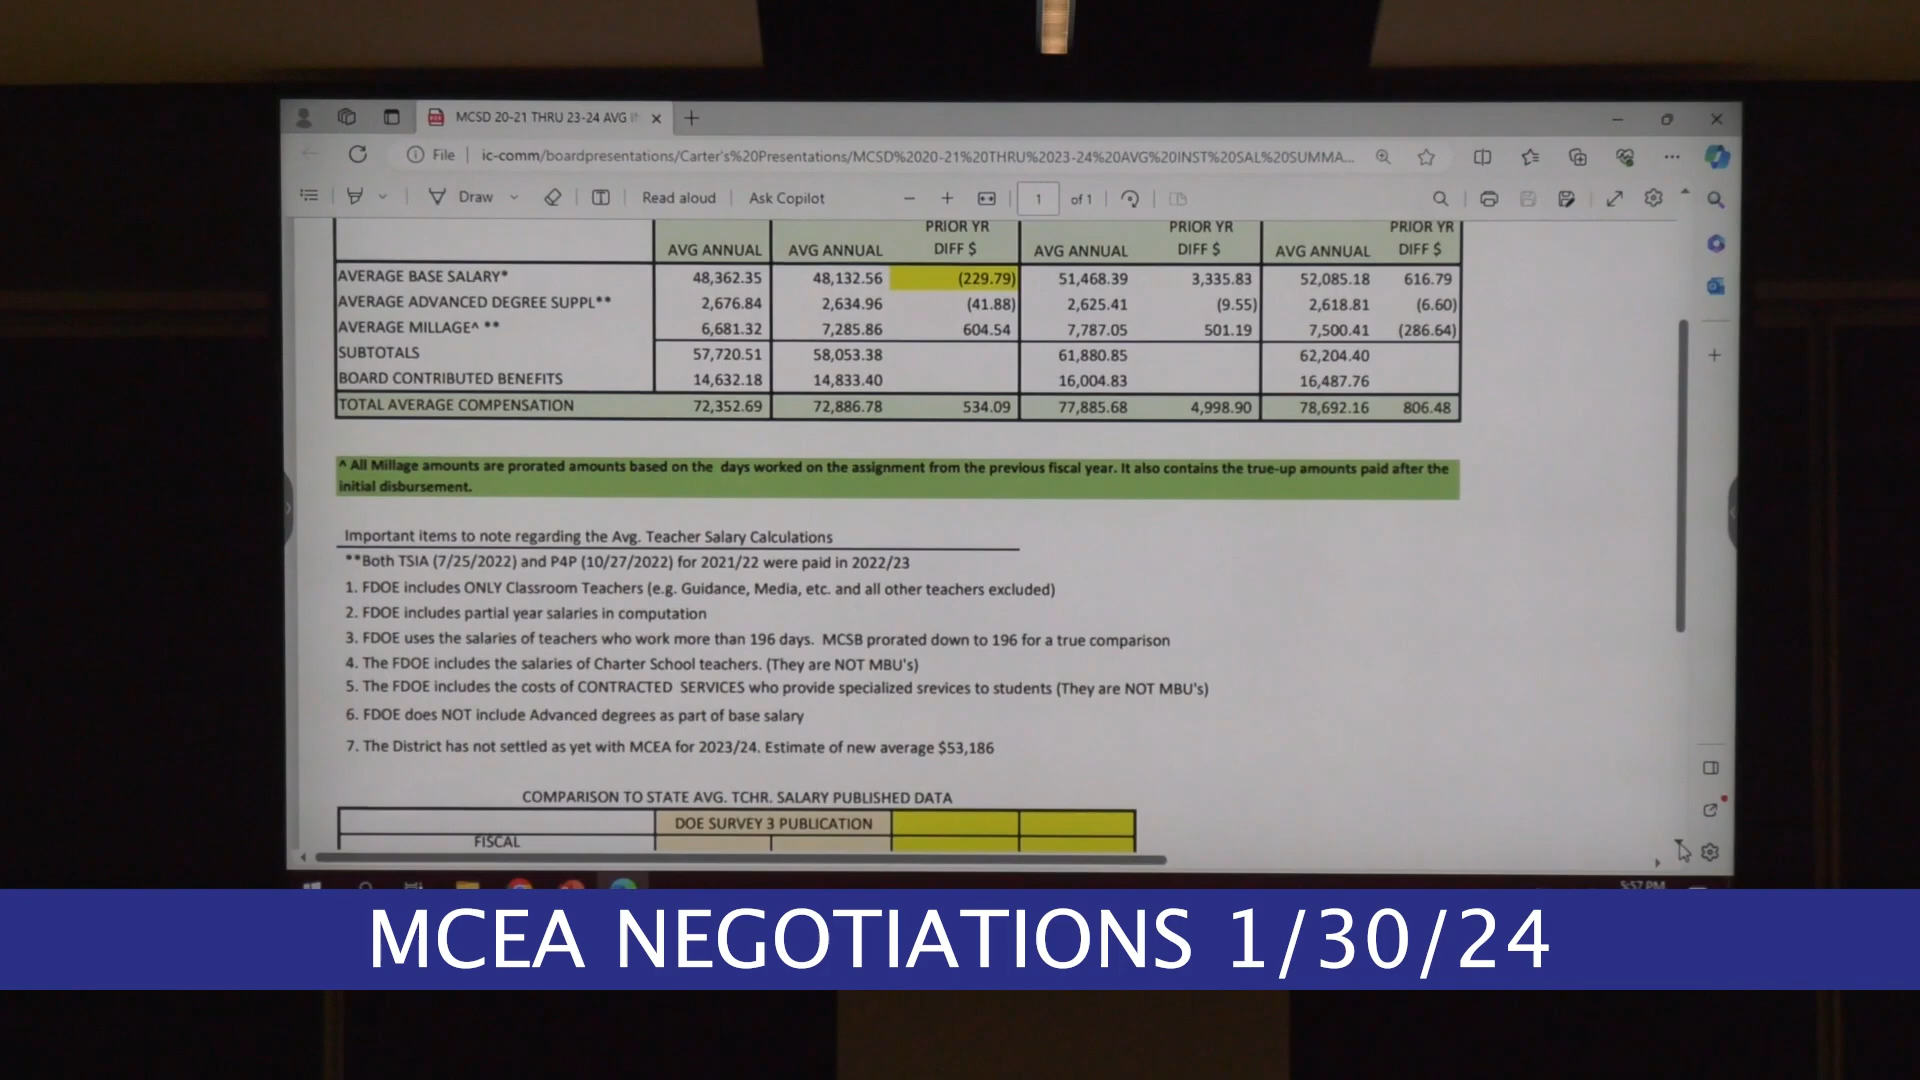 MCSD 20-21 THRU 23-24 AVG
File ic-comm/boardpresentations/Carter's%20Presentations/MCSD%2020-21%20THRU%2023-24%20AVG%20INST%20SAL%20SUMMA...
Draw Read aloud Ask Copilot 1 of 1
PRIOR YR PRIOR YR PRIOR YR
AVG ANNUAL AVG ANNUAL DIFF $ AVG ANNUAL DIFF $ AVG ANNUAL DIFF $
AVERAGE BASE SALARY* 48,362.35 48,132.56 (229.79) 51,468.39 3,335.83 52,085.18 616.79
AVERAGE ADVANCED DEGREE SUPPL** 2,676.84 2,634.96 (41.88) 2,625.41 (9.55) 2,618.81 (6.60)
AVERAGE MILLAGE^ ** 6,681.32 7,285.86 604.54 7,787.05 501.19 7,500.41 (286.64)
SUBTOTALS 57,720.51 58,053.38 61,880.85 62,204.40
BOARD CONTRIBUTED BENEFITS 14,632.18 14,833.40 16,004.83 16,487.76
TOTAL AVERAGE COMPENSATION 72,352.69 72,886.78 534.09 77,885.68 4,998.90 78,692.16 806.48
^ All Millage amounts are prorated amounts based on the days worked on the assignment from the previous fiscal year. It also contains the true-up amounts paid after the
initial disbursement.
Important items to note regarding the Avg. Teacher Salary Calculations
**Both TSIA (7/25/2022) and P4P (10/27/2022) for 2021/22 were paid in 2022/23
1. FDOE includes ONLY Classroom Teachers (e.g. Guidance, Media, etc. and all other teachers excluded)
2. FDOE includes partial year salaries in computation
3. FDOE uses the salaries of teachers who work more than 196 days. MCSB prorated down to 196 for a true comparison
4. The FDOE includes the salaries of Charter School teachers. (They are NOT MBU's)
5. The FDOE includes the costs of CONTRACTED SERVICES who provide specialized srevices to students (They are NOT MBU's)
6. FDOE does NOT include Advanced degrees as part of base salary
7. The District has not settled as yet with MCEA for 2023/24. Estimate of new average $53,186
COMPARISON TO STATE AVG. TCHR. SALARY PUBLISHED DATA
DOE SURVEY 3 PUBLICATION
FISCAL
5:57 PM
MCEA NEGOTIATIONS 1/30/24